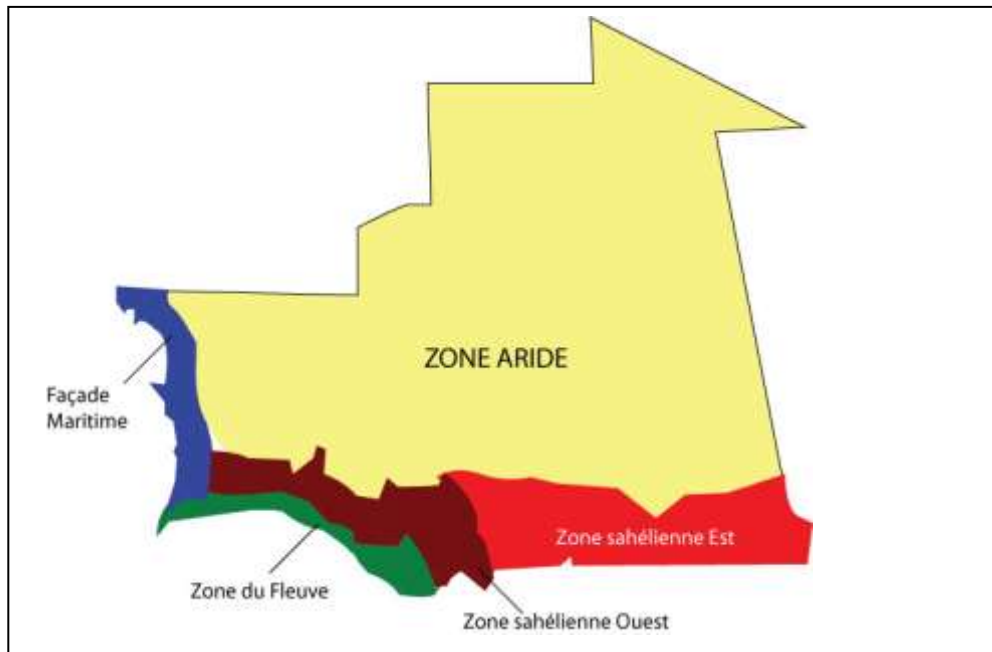 ZONE ARIDE
Façade
Maritime
Zone sahélienne Est
Zone du Fleuve
Zone sahélienne Ouest